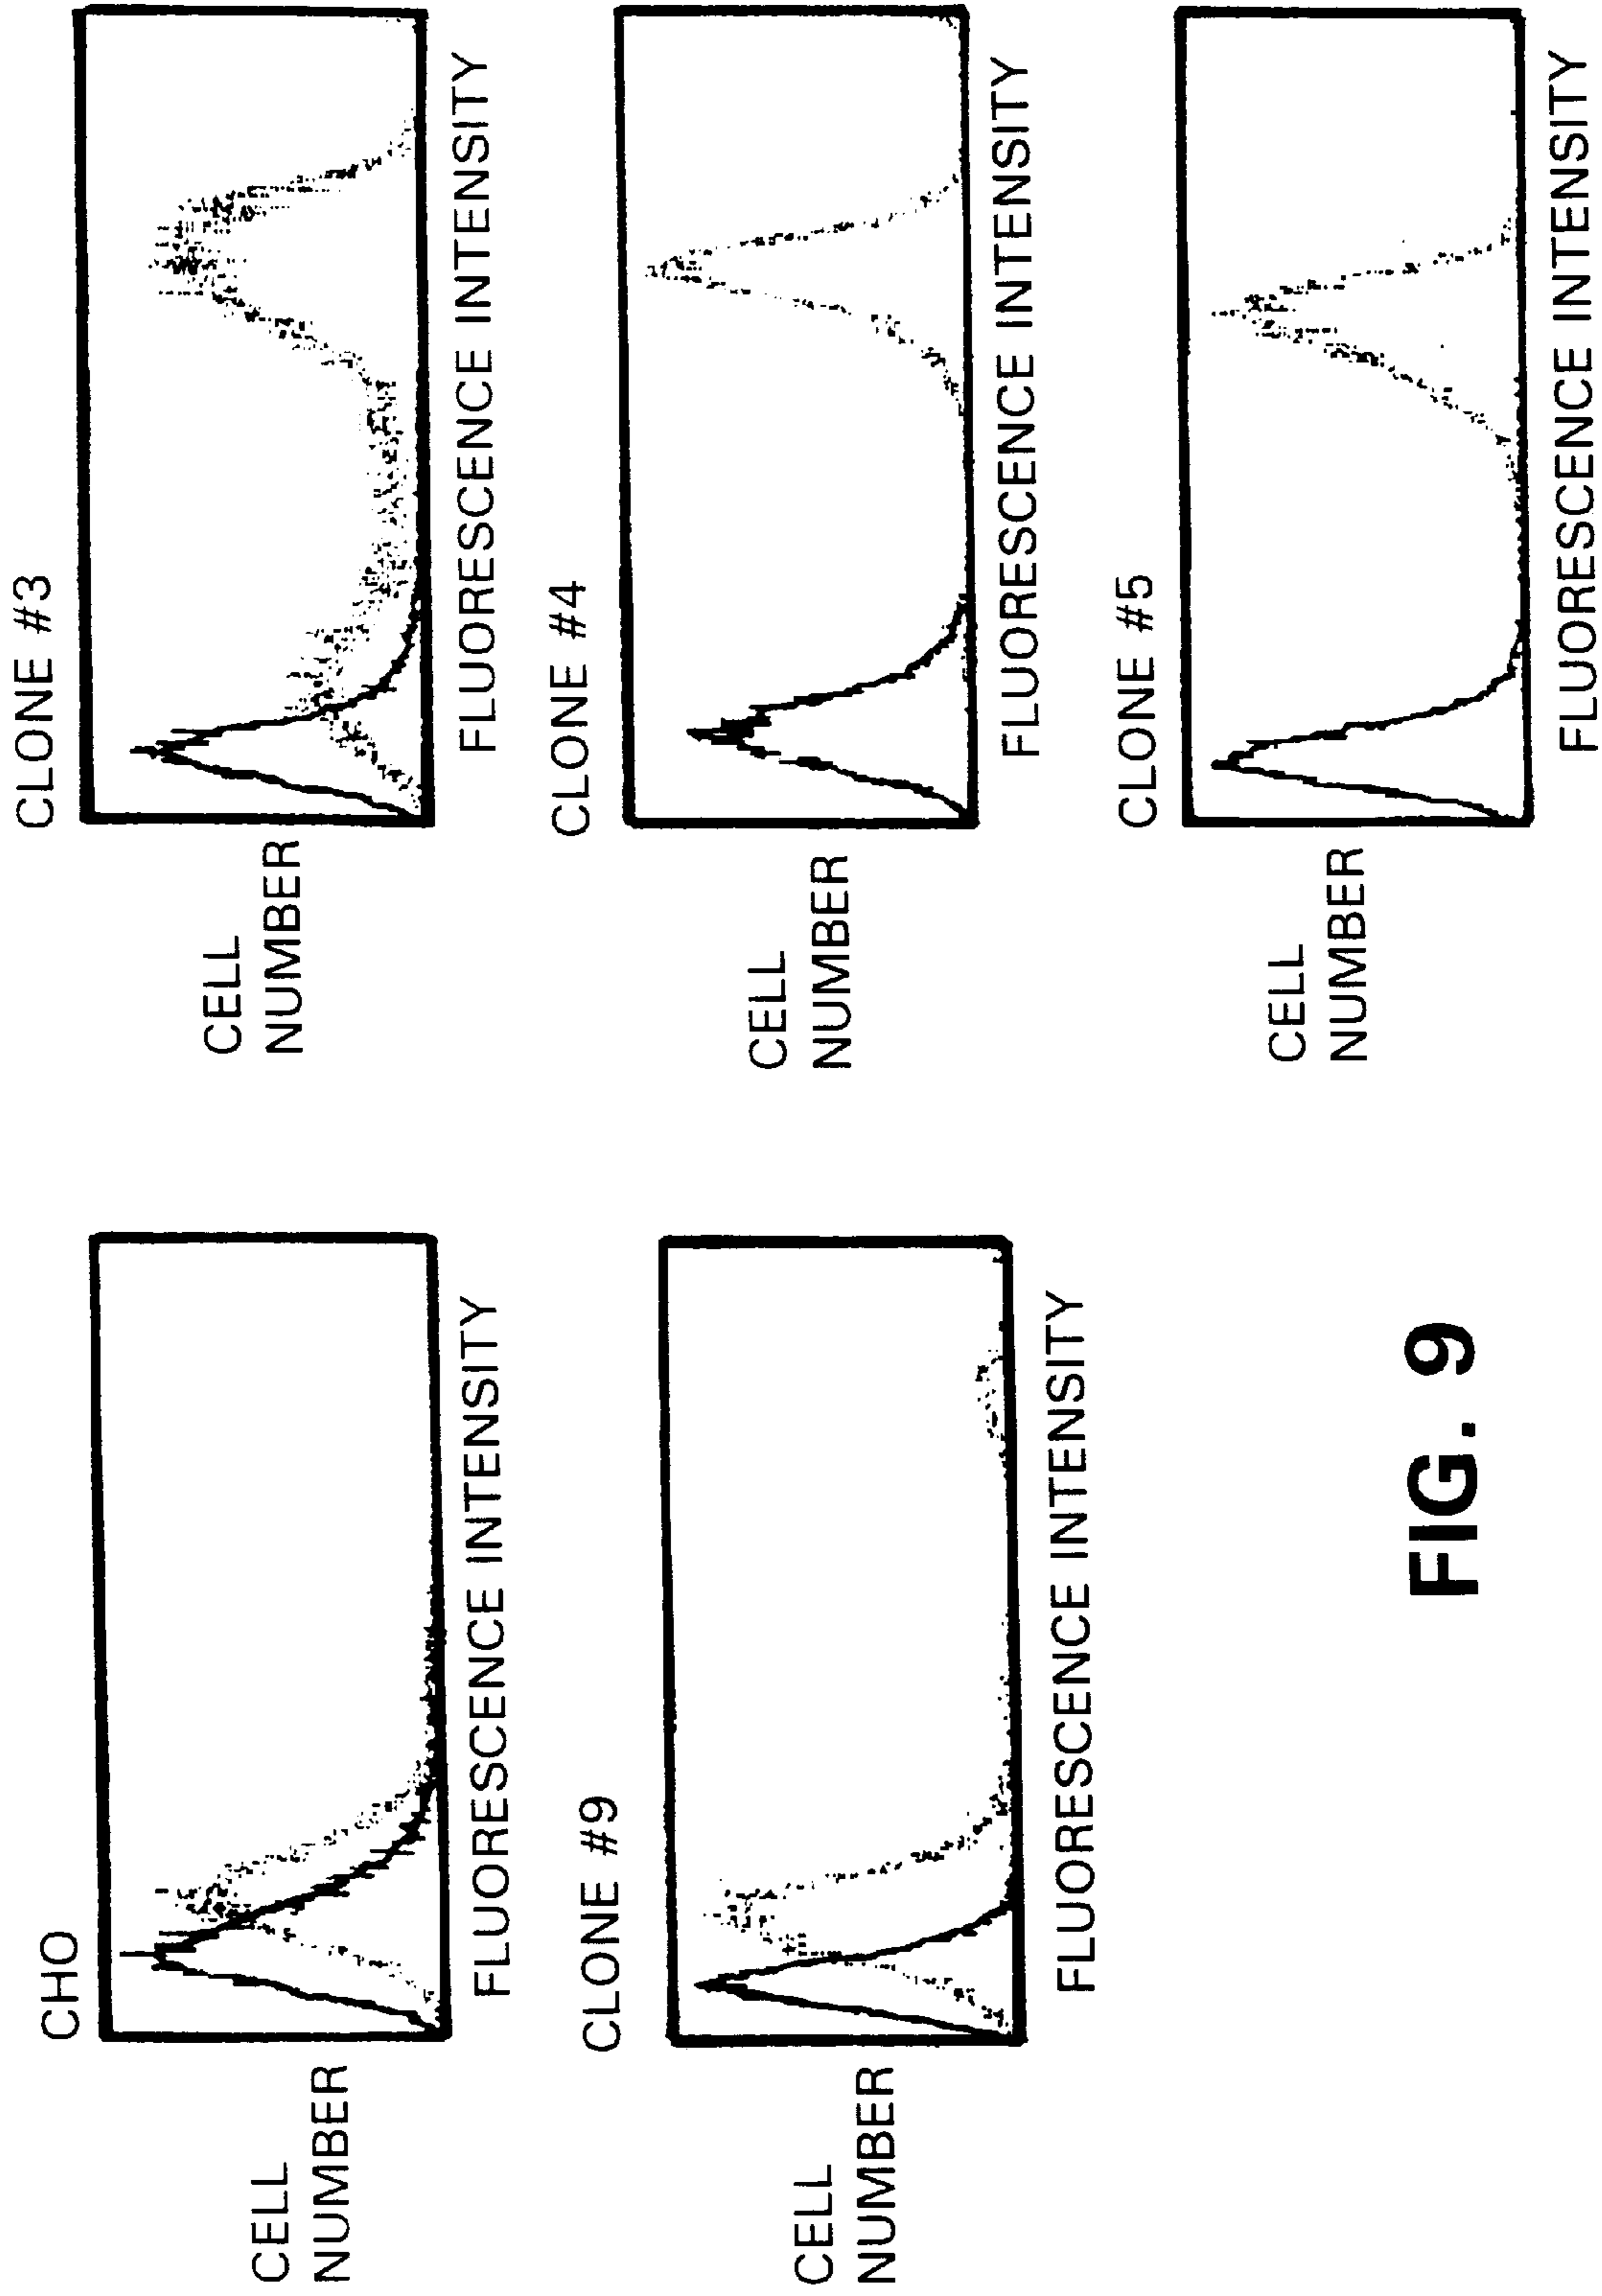 CHO
CELL
NUMBER
FLUORESCENCE INTENSITY
CLONE #9
CELL
NUMBER
FLUORESCENCE INTENSITY
CLONE #3
CELL
NUMBER
FLUORESCENCE INTENSITY
CLONE #4
CELL
NUMBER
FLUORESCENCE INTENSITY
CLONE #5
CELL
NUMBER
FLUORESCENCE INTENSITY
FIG. 9